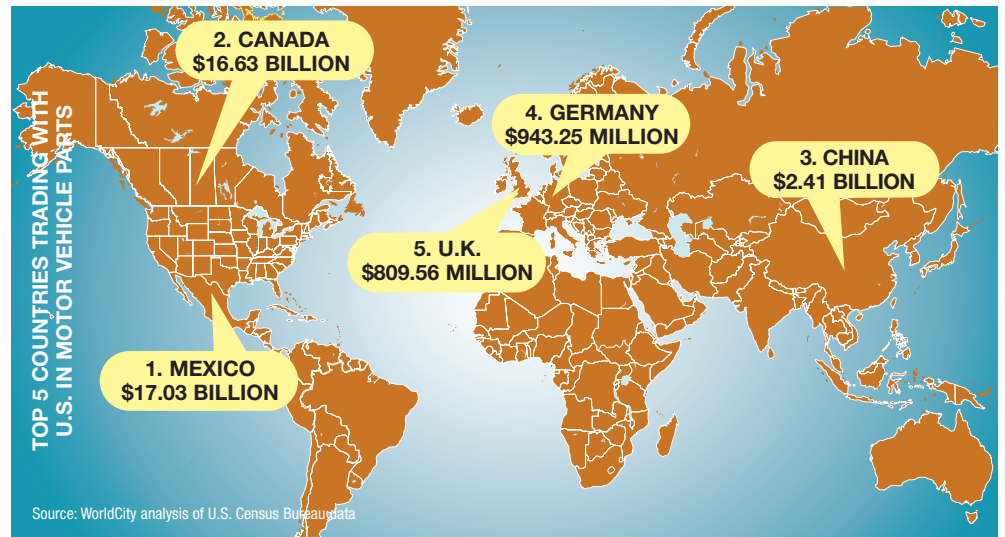 TOP 5 COUNTRIES TRADING WITH
U.S. IN MOTOR VEHICLE PARTS
2. CANADA
$16.63 BILLION
4. GERMANY
$943.25 MILLION
3. CHINA
$2.41 BILLION
5. U.K.
$809.56 MILLION
1. MEXICO
$17.03 BILLION
Source: WorldCity analysis of U.S. Census Bureau data